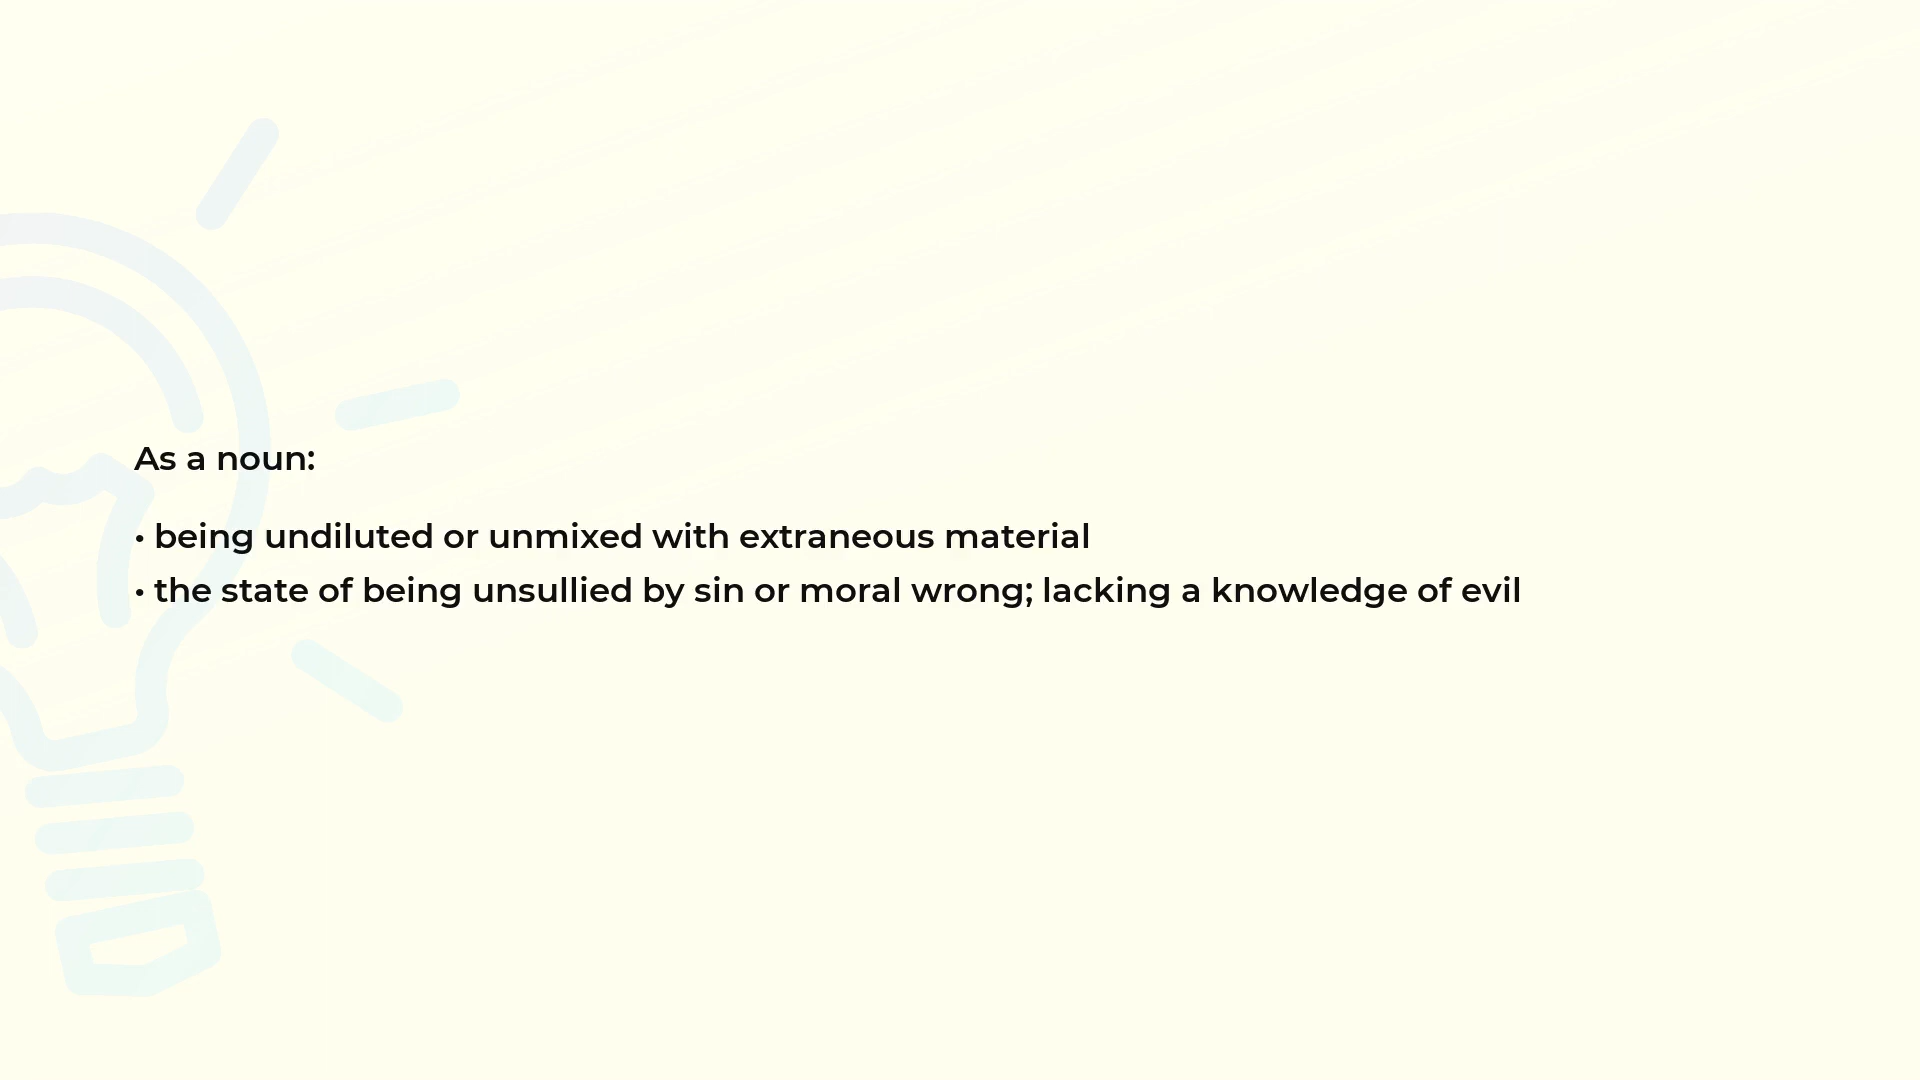 As a noun:
• being undiluted or unmixed with extraneous material
• the state of being unsullied by sin or moral wrong; lacking a knowledge of evil